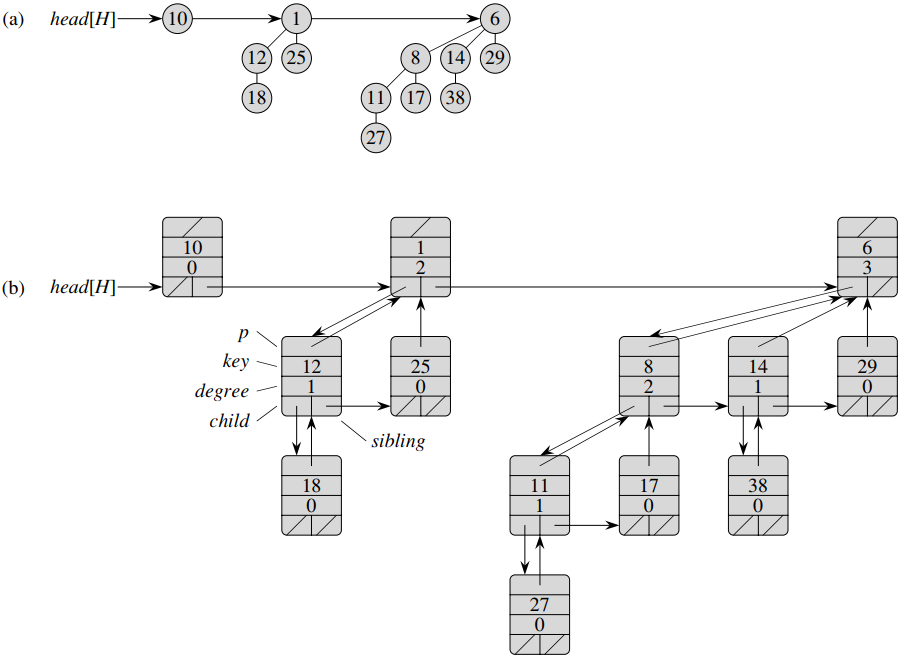 (a) head[H] 10 1 6
12 25 8 14 29
18 11 17 38
27
10 1 6
0 2 3
(b) head[H]
p
key 12 25 8 14 29
degree 1 0 2 1 0
child
sibling
18 11 17 38
0 1 0 0
27
0